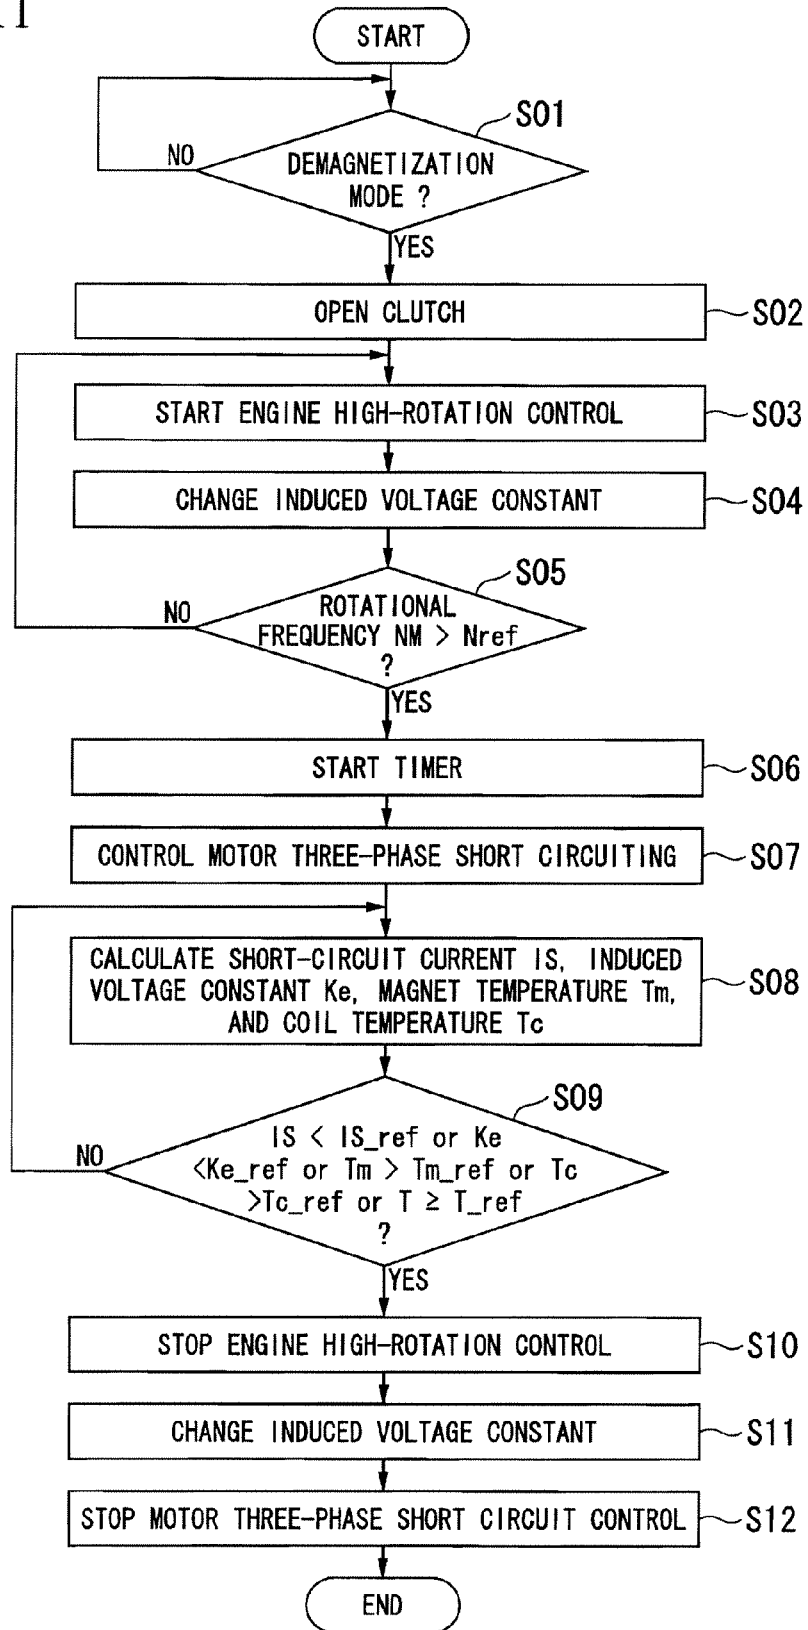 START
S01
NO
DEMAGNETIZATION
MODE ?
YES
OPEN CLUTCH
S02
START ENGINE HIGH-ROTATION CONTROL
S03
CHANGE INDUCED VOLTAGE CONSTANT
S04
S05
NO
ROTATIONAL
FREQUENCY NM > Nref
?
YES
START TIMER
S06
CONTROL MOTOR THREE-PHASE SHORT CIRCUITING
S07
CALCULATE SHORT-CIRCUIT CURRENT IS, INDUCED
VOLTAGE CONSTANT Ke, MAGNET TEMPERATURE Tm,
AND COIL TEMPERATURE Tc
S08
S09
NO
IS < IS_ref or Ke
<Ke_ref or Tm > Tm_ref or Tc
>Tc_ref or T ≥ T_ref
?
YES
STOP ENGINE HIGH-ROTATION CONTROL
S10
CHANGE INDUCED VOLTAGE CONSTANT
S11
STOP MOTOR THREE-PHASE SHORT CIRCUIT CONTROL
S12
END